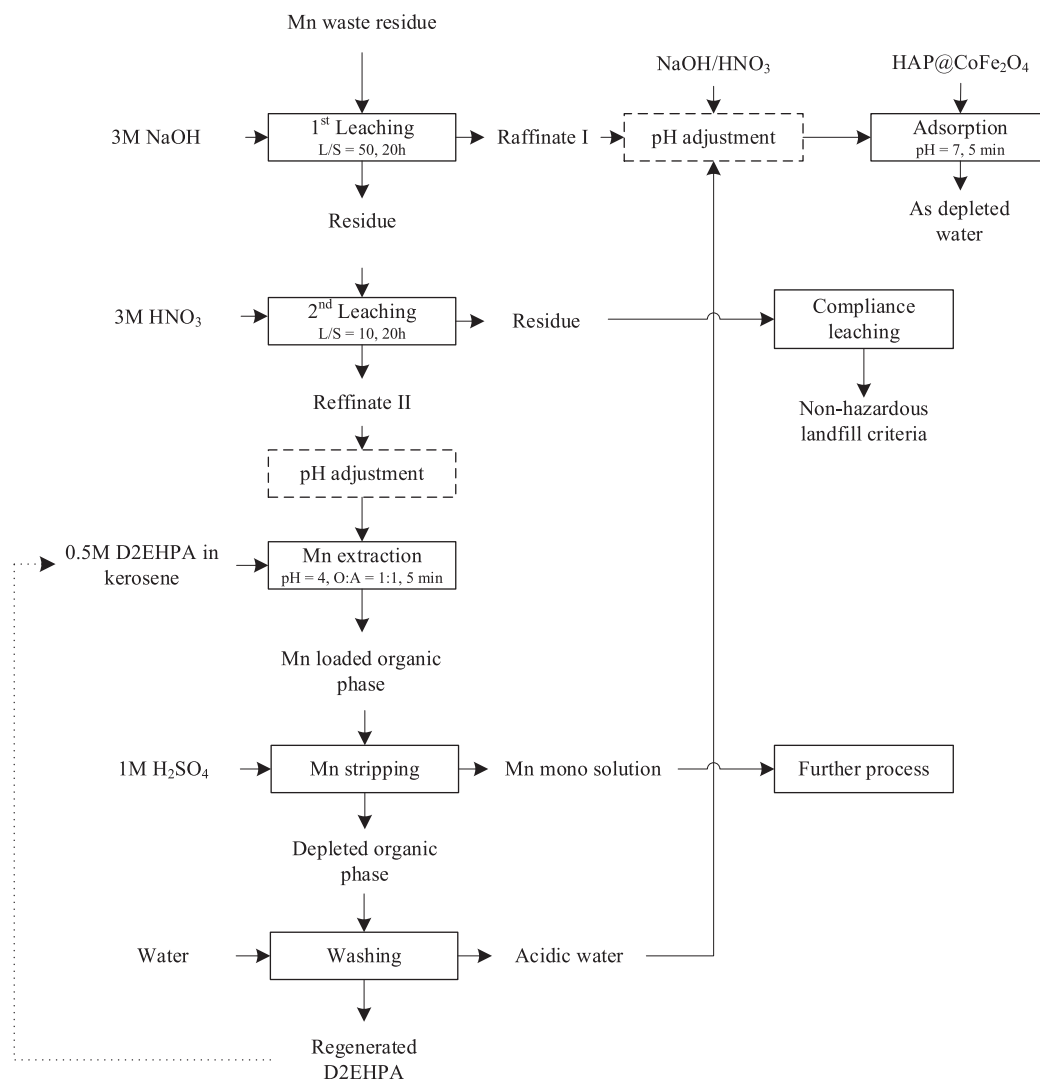 Mn waste residue
NaOH/HNO₃
HAP@CoFe₂O₄
3M NaOH
1ˢᵗ Leaching
L/S = 50, 20h
Raffinate I
pH adjustment
Adsorption
pH = 7, 5 min
Residue
As depleted
water
3M HNO₃
2ⁿᵈ Leaching
L/S = 10, 20h
Residue
Compliance
leaching
Reffinate II
Non-hazardous
landfill criteria
pH adjustment
0.5M D2EHPA in
kerosene
Mn extraction
pH = 4, O:A = 1:1, 5 min
Mn loaded organic
phase
1M H₂SO₄
Mn stripping
Mn mono solution
Further process
Depleted organic
phase
Water
Washing
Acidic water
Regenerated
D2EHPA